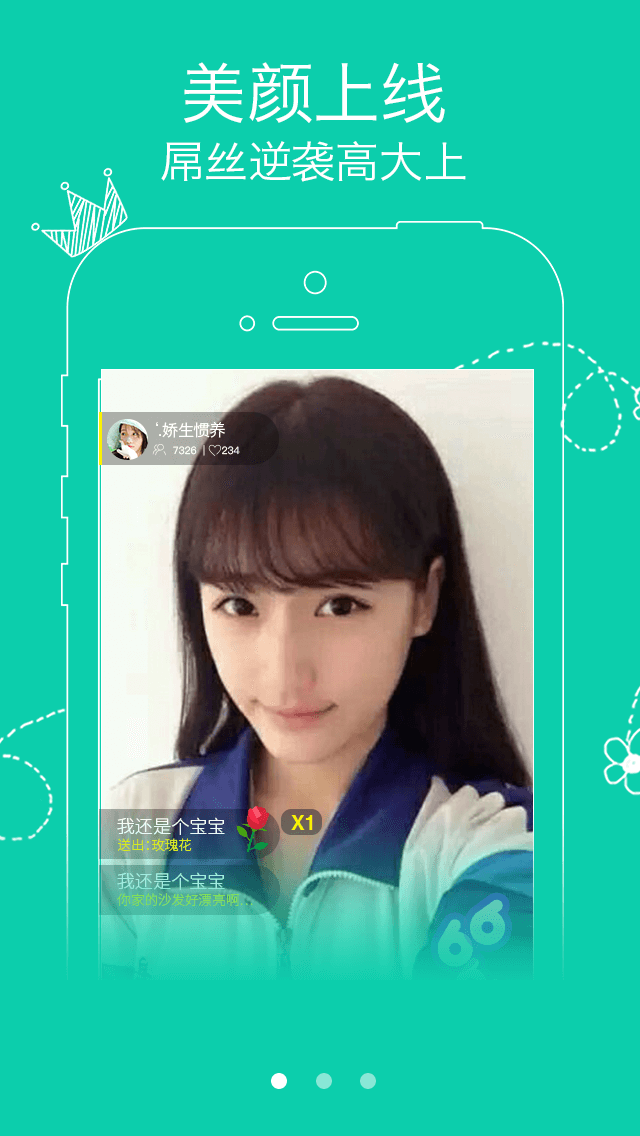 美颜上线
屌丝逆袭高大上
‘.娇生惯养
7326 | 234
我还是个宝宝
送出:玫瑰花
X1
我还是个宝宝
你家的沙发好漂亮啊...
66